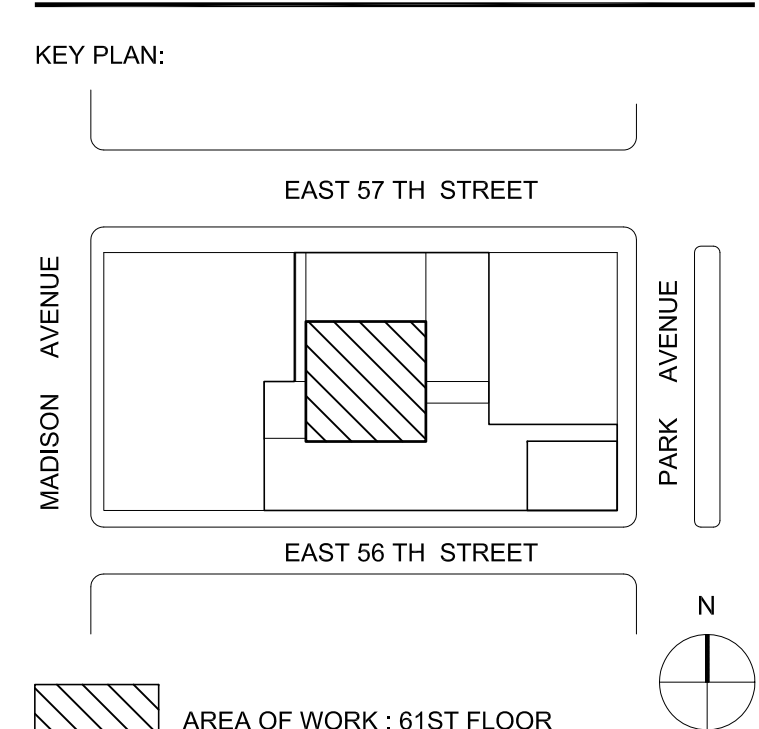 KEY PLAN:
EAST 57 TH STREET
MADISON AVENUE
PARK AVENUE
EAST 56 TH STREET
N
AREA OF WORK : 61ST FLOOR